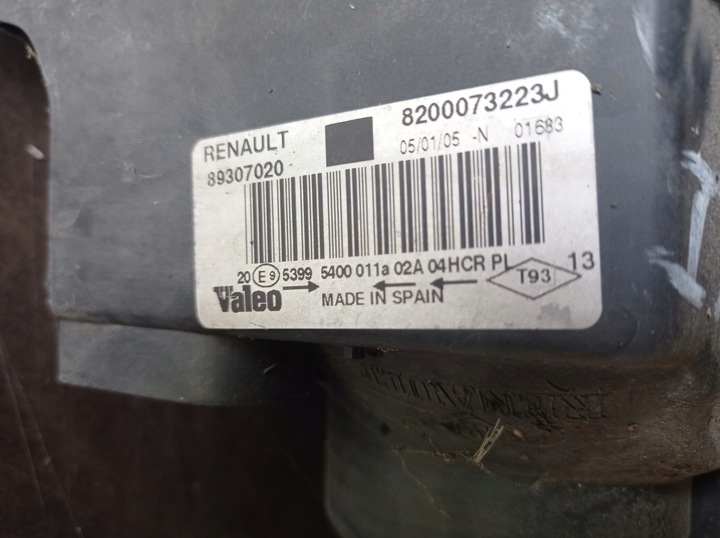 8200073223J
RENAULT
05/01/05 -N 01683
89307020
20 E9 5399 5400 011a 02A 04HCR PL
T93
13
Valeo
MADE IN SPAIN